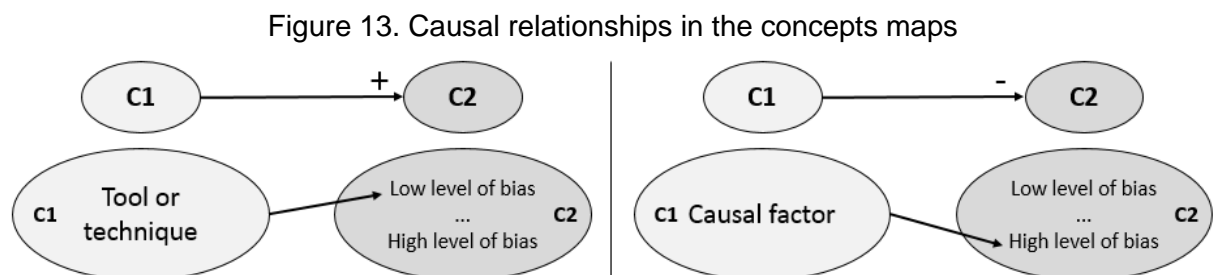 Figure 13. Causal relationships in the concepts maps
C1 + C2
C1 Tool or technique
Low level of bias
...
High level of bias
C2
C1 - C2
C1 Causal factor
Low level of bias
...
High level of bias
C2